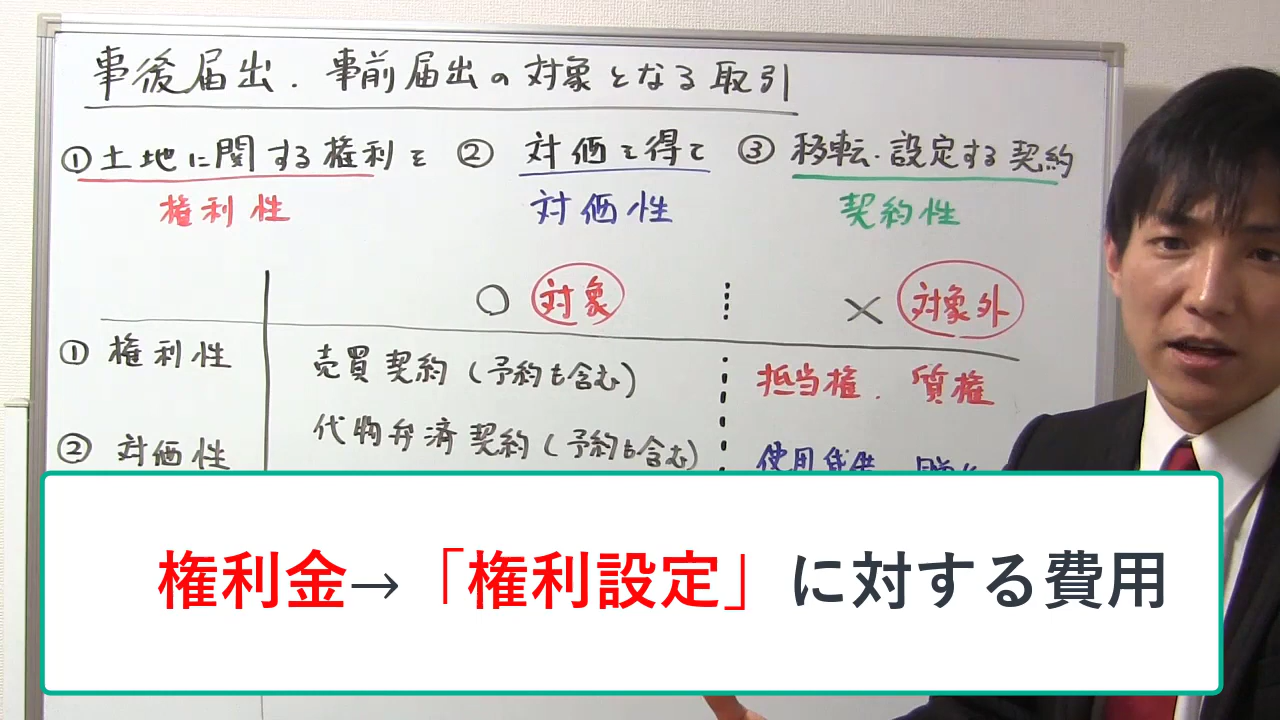 事後届出．事前届出の対象となる取引
①土地に関する権利を ② 対価を得て ③ 移転・設定する契約
権利性 対価性 契約性
○ 対象 × 対象外
① 権利性 売買契約（予約も含む） 抵当権．質権
② 対価性 代物弁済契約（予約も含む） 使用貸借
権利金→「権利設定」に対する費用